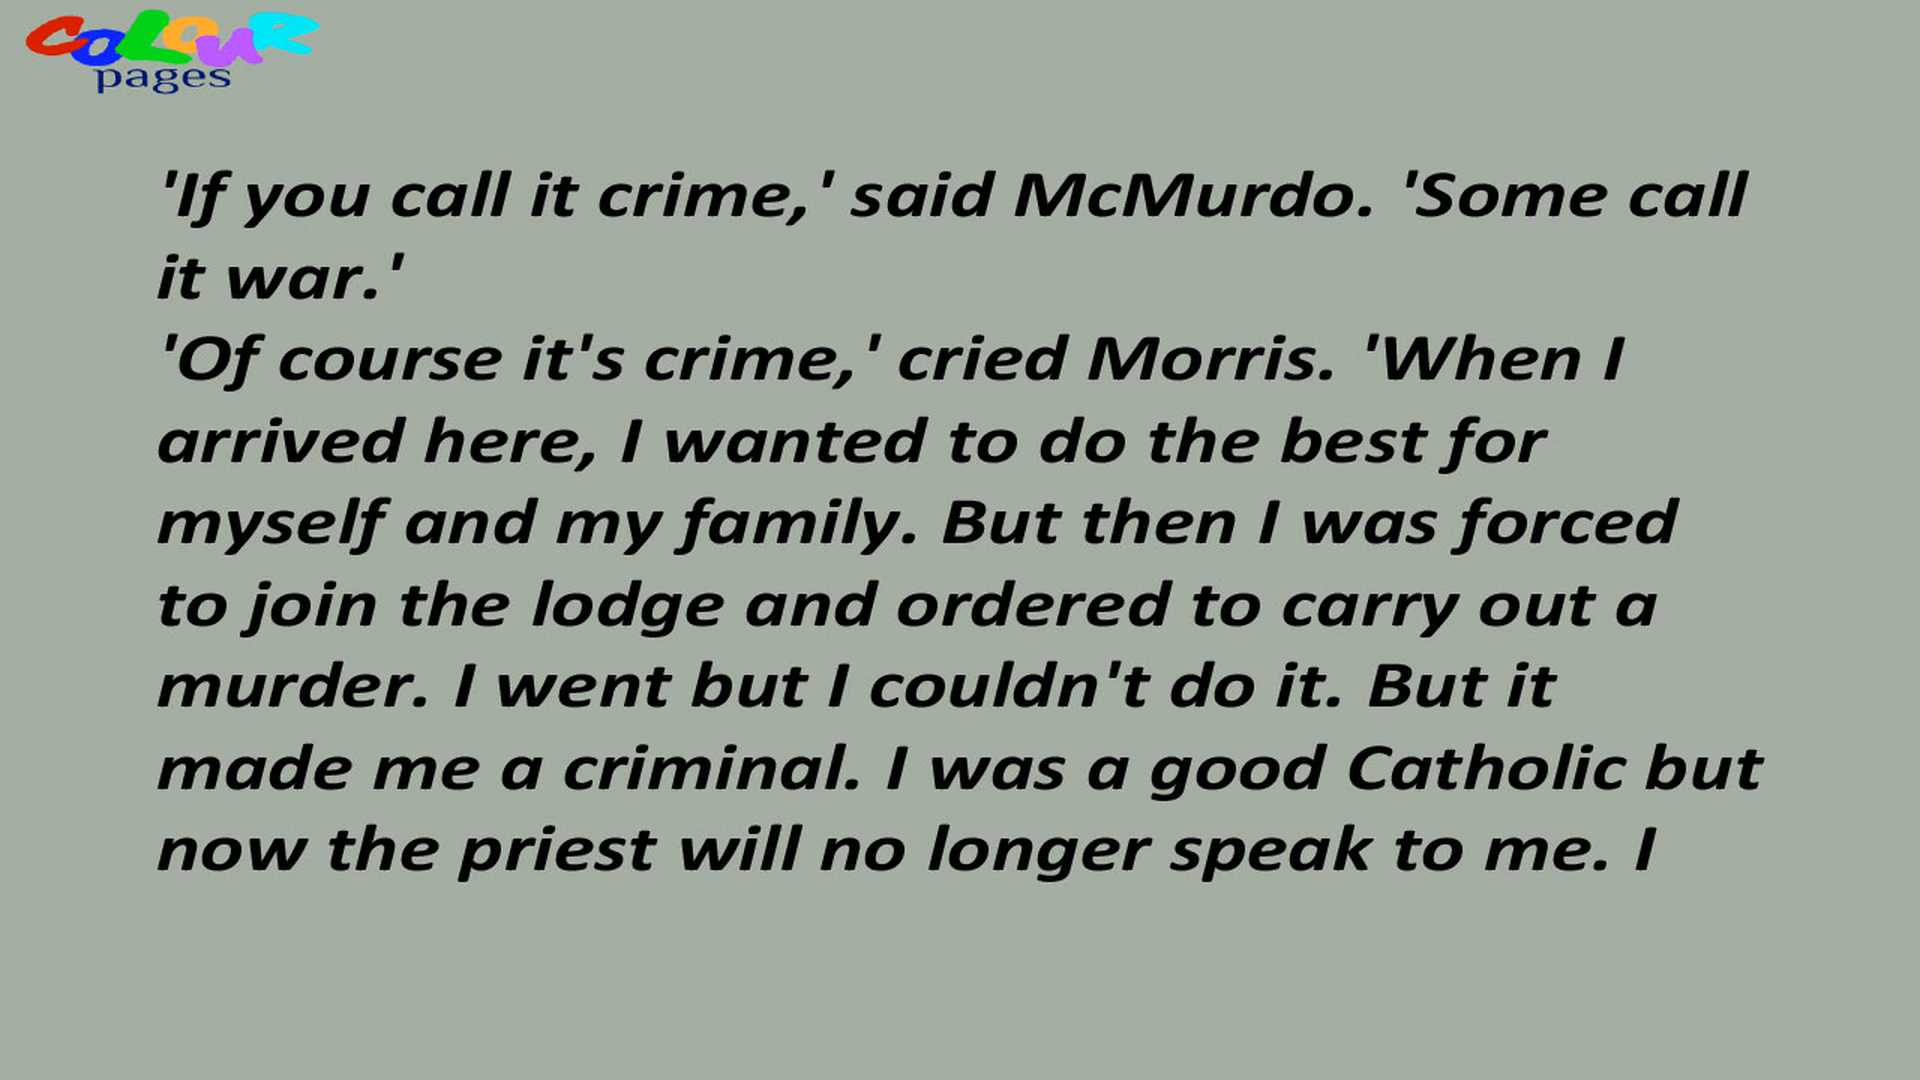 COLOUR
pages
'If you call it crime,' said McMurdo. 'Some call
it war.'
'Of course it's crime,' cried Morris. 'When I
arrived here, I wanted to do the best for
myself and my family. But then I was forced
to join the lodge and ordered to carry out a
murder. I went but I couldn't do it. But it
made me a criminal. I was a good Catholic but
now the priest will no longer speak to me. I